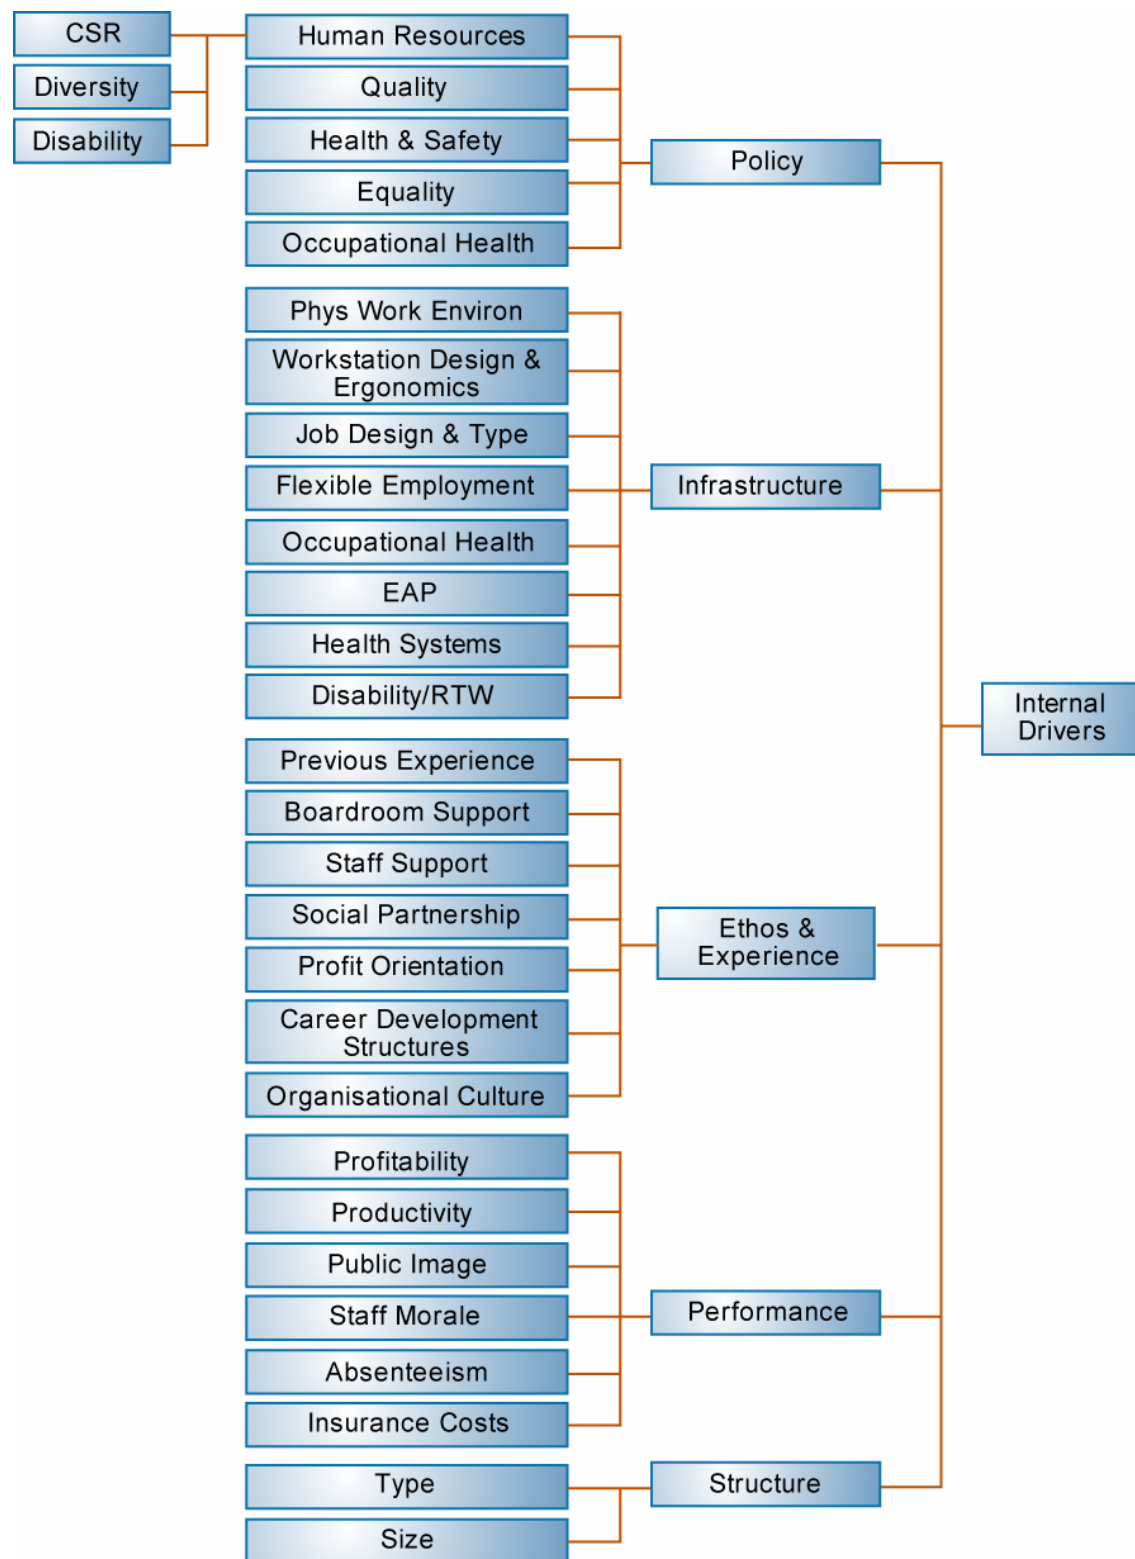 CSR
Diversity
Disability
Human Resources
Quality
Health & Safety
Equality
Occupational Health
Policy
Phys Work Environ
Workstation Design &
Ergonomics
Job Design & Type
Flexible Employment
Occupational Health
EAP
Health Systems
Disability/RTW
Infrastructure
Previous Experience
Boardroom Support
Staff Support
Social Partnership
Profit Orientation
Career Development
Structures
Organisational Culture
Ethos &
Experience
Profitability
Productivity
Public Image
Staff Morale
Absenteeism
Insurance Costs
Performance
Type
Size
Structure
Internal
Drivers